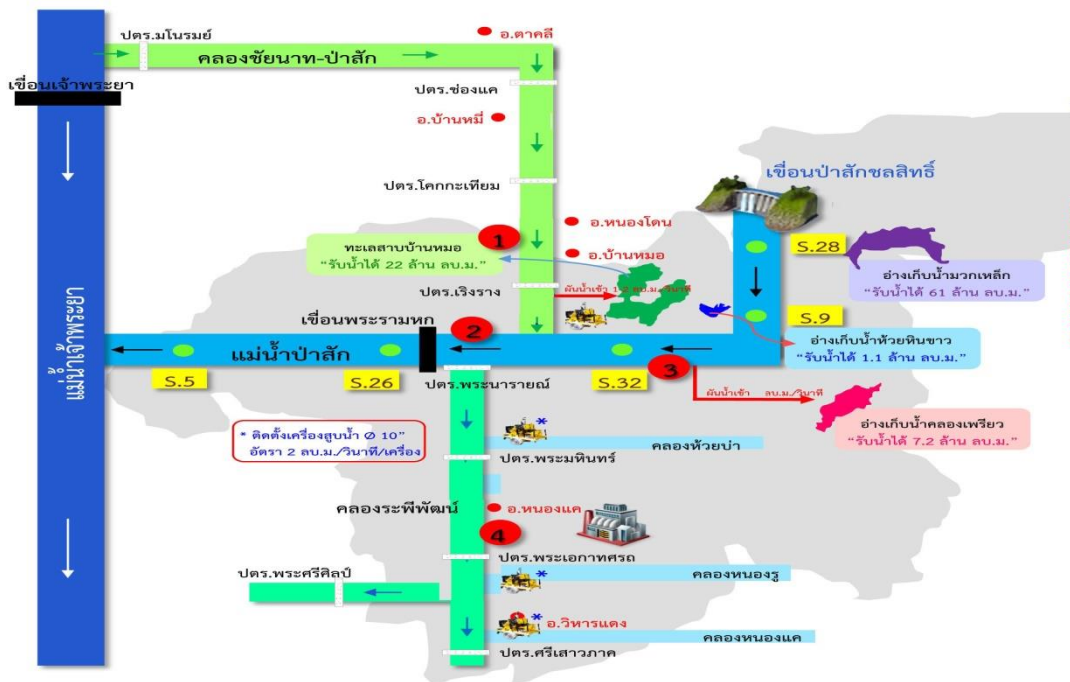 ปตร.มโนรมย์
อ.ตาคลี
คลองชัยนาท-ป่าสัก
เขื่อนเจ้าพระยา
ปตร.ช่องแค
อ.บ้านหมี่
เขื่อนป่าสักชลสิทธิ์
ปตร.โคกกะเทียม
1
อ.หนองโดน
ทะเลสาบบ้านหมอ
“รับน้ำได้ 22 ล้าน ลบ.ม.”
อ.บ้านหมอ
S.28
อ่างเก็บน้ำมวกเหล็ก
“รับน้ำได้ 61 ล้าน ลบ.ม.”
ปตร.เริงราง
ผันน้ำเข้า 1-2 ลบ.ม./วินาที
S.9
เขื่อนพระรามหก
2
อ่างเก็บน้ำห้วยหินขาว
“รับน้ำได้ 1.1 ล้าน ลบ.ม.”
แม่น้ำเจ้าพระยา
แม่น้ำป่าสัก
3
S.5
S.26
ปตร.พระนารายณ์
S.32
ผันน้ำเข้า ลบ.ม./วินาที
อ่างเก็บน้ำคลองเพรียว
“รับน้ำได้ 7.2 ล้าน ลบ.ม.”
* ติดตั้งเครื่องสูบน้ำ Ø 10”
อัตรา 2 ลบ.ม./วินาที/เครื่อง
*
คลองห้วยบ่า
ปตร.พระมหินทร์
คลองระพีพัฒน์
อ.หนองแค
4
ปตร.พระเอกาทศรถ
ปตร.พระศรีศิลป์
*
คลองหนองรู
*
อ.วิหารแดง
คลองหนองแค
ปตร.ศรีเสาวภาค